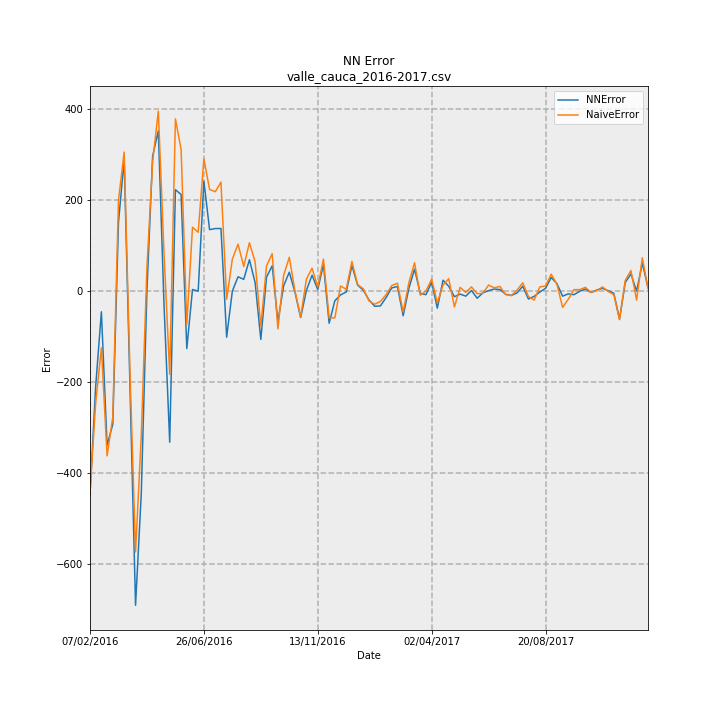 NN Error
valle_cauca_2016-2017.csv
NNError
NaiveError
400
200
0
−200
−400
−600
Error
07/02/2016
26/06/2016
13/11/2016
02/04/2017
20/08/2017
Date